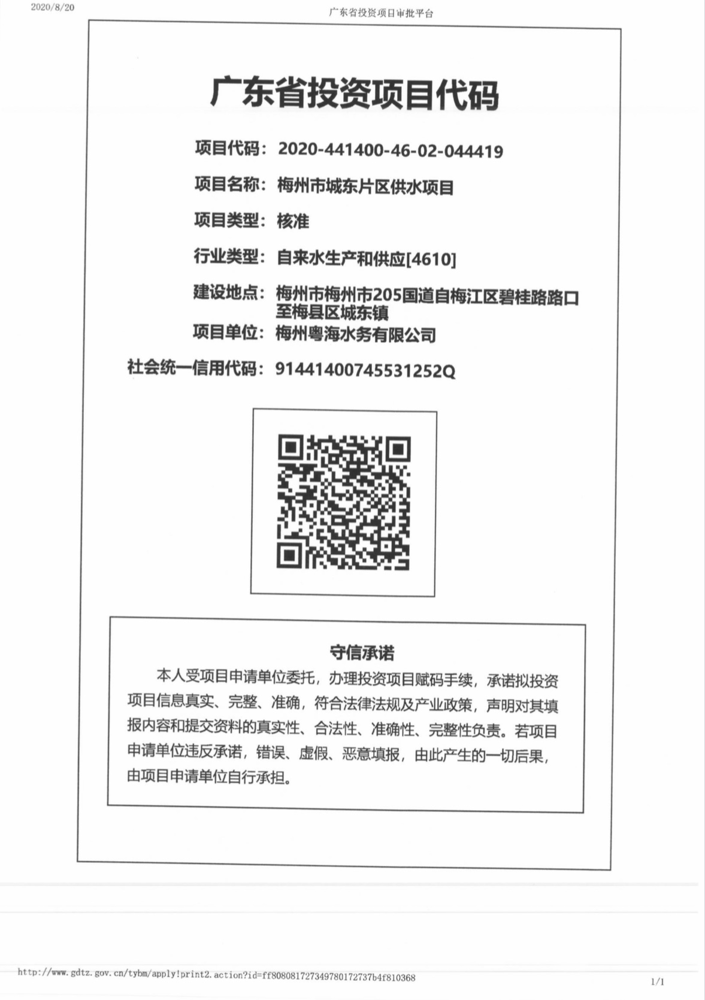 2020/8/20
广东省投资项目审批平台
广东省投资项目代码
项目代码：2020-441400-46-02-044419
项目名称：梅州市城东片区供水项目
项目类型：核准
行业类型：自来水生产和供应[4610]
建设地点：梅州市梅州市205国道自梅江区碧桂路路口
至梅县区城东镇
项目单位：梅州粤海水务有限公司
社会统一信用代码：91441400745531252Q
守信承诺
本人受项目申请单位委托，办理投资项目赋码手续，承诺拟投资
项目信息真实、完整、准确，符合法律法规及产业政策，声明对其填
报内容和提交资料的真实性、合法性、准确性、完整性负责。若项目
申请单位违反承诺，错误、虚假、恶意填报，由此产生的一切后果，
由项目申请单位自行承担。
http://www.gdtz.gov.cn/tybm/apply!print2.action?id=ff808081727349780172737b4f810368
1/1